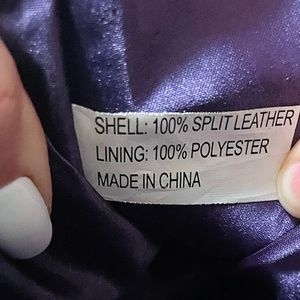 SHELL: 100% SPLIT LEATHER
LINING: 100% POLYESTER
MADE IN CHINA